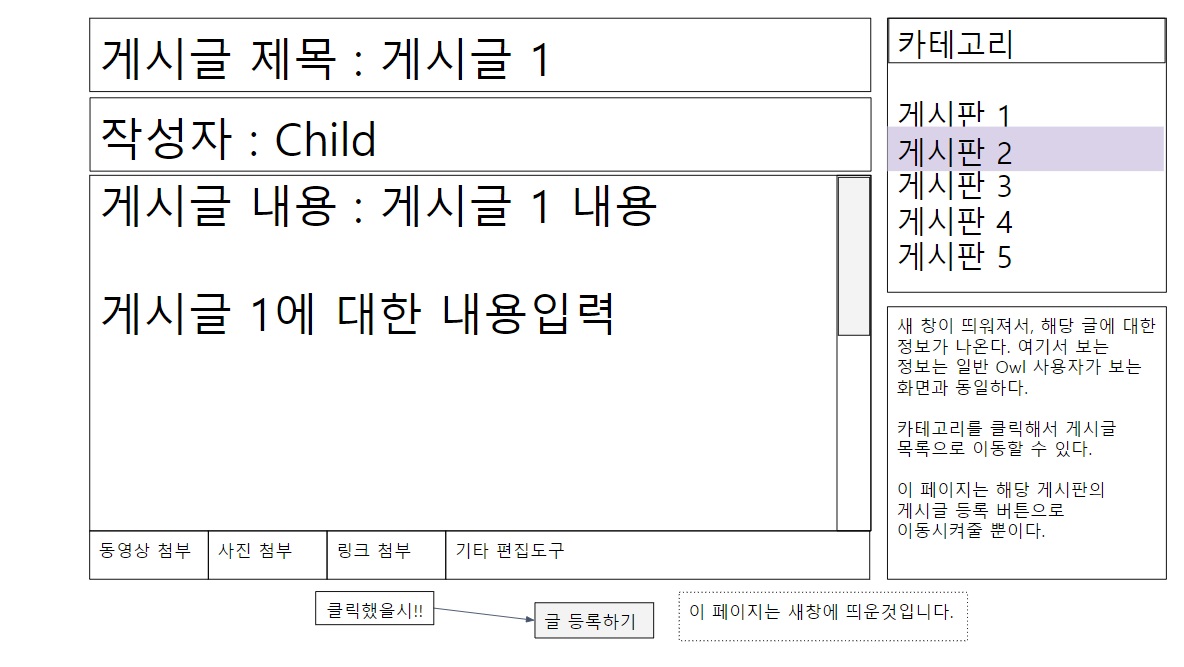 게시글 제목 : 게시글 1
작성자 : Child
게시글 내용 : 게시글 1 내용
게시글 1에 대한 내용입력
동영상 첨부
사진 첨부
링크 첨부
기타 편집도구
클릭했을시!!
글 등록하기
이 페이지는 새창에 띄운것입니다.
카테고리
게시판 1
게시판 2
게시판 3
게시판 4
게시판 5
새 창이 띄워져서, 해당 글에 대한
정보가 나온다. 여기서 보는
정보는 일반 Owl 사용자가 보는
화면과 동일하다.
카테고리를 클릭해서 게시글
목록으로 이동할 수 있다.
이 페이지는 해당 게시판의
게시글 등록 버튼으로
이동시켜줄 뿐이다.